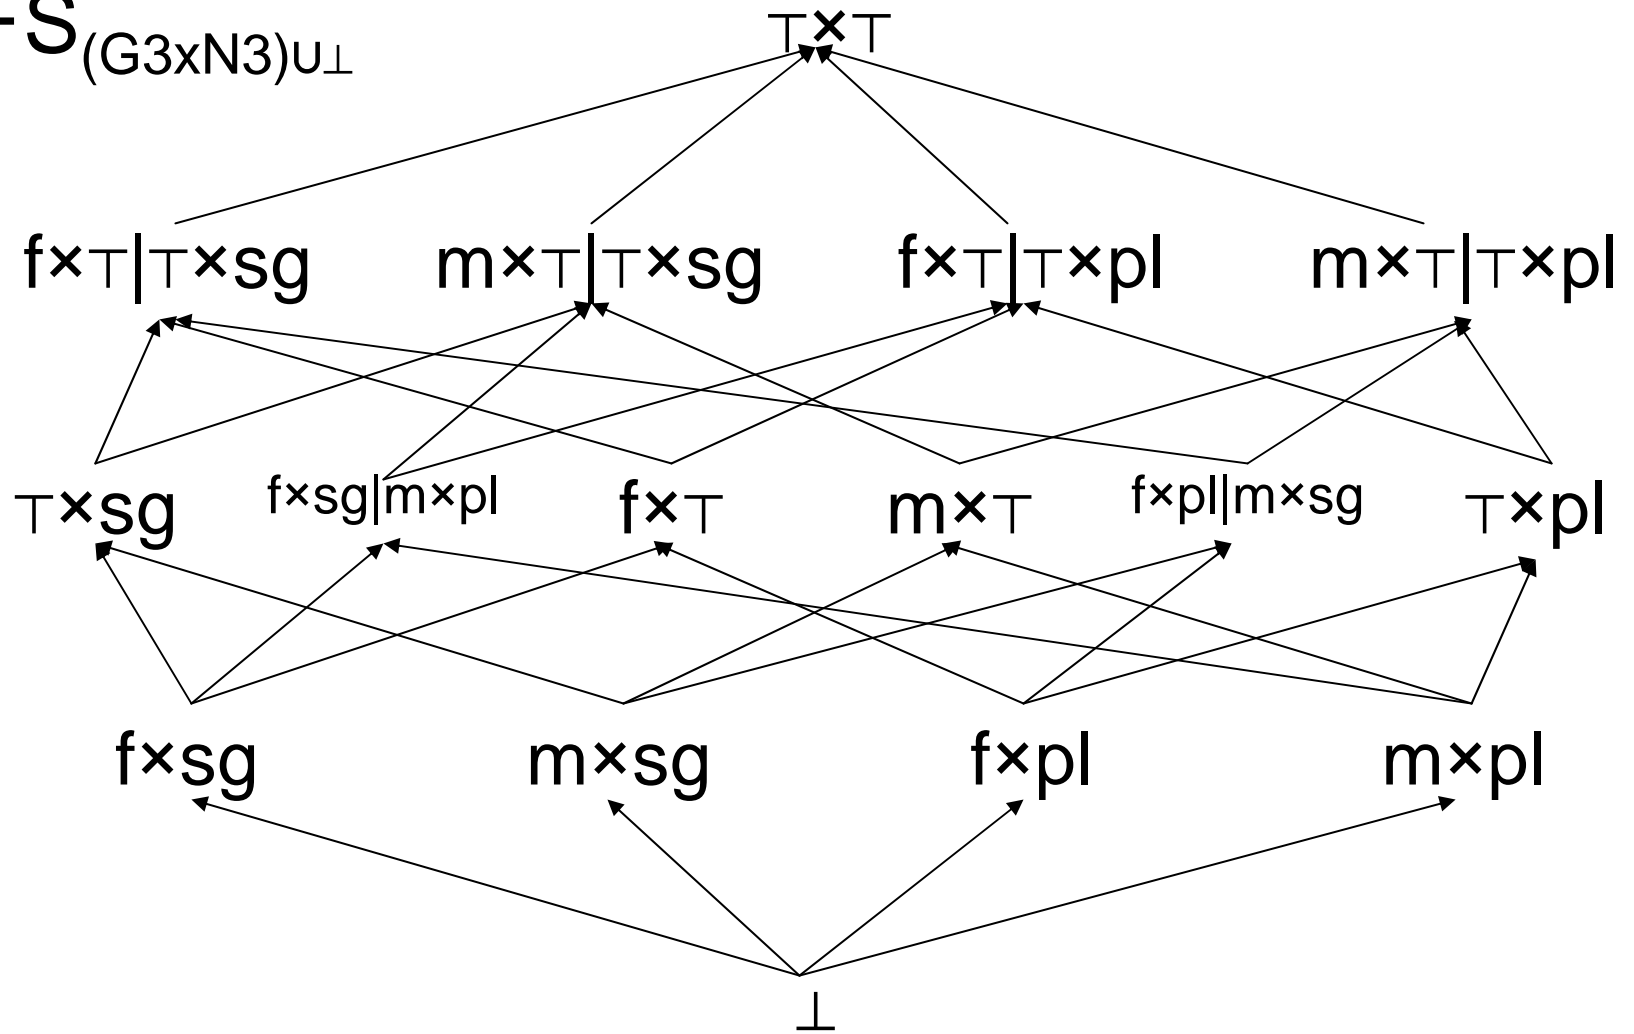 S(G3xN3)∪⊥
⊤×⊤
f×⊤|⊤×sg m×⊤|⊤×sg f×⊤|⊤×pl m×⊤|⊤×pl
⊤×sg f×sg|m×pl f×⊤ m×⊤ f×pl|m×sg ⊤×pl
f×sg m×sg f×pl m×pl
⊥